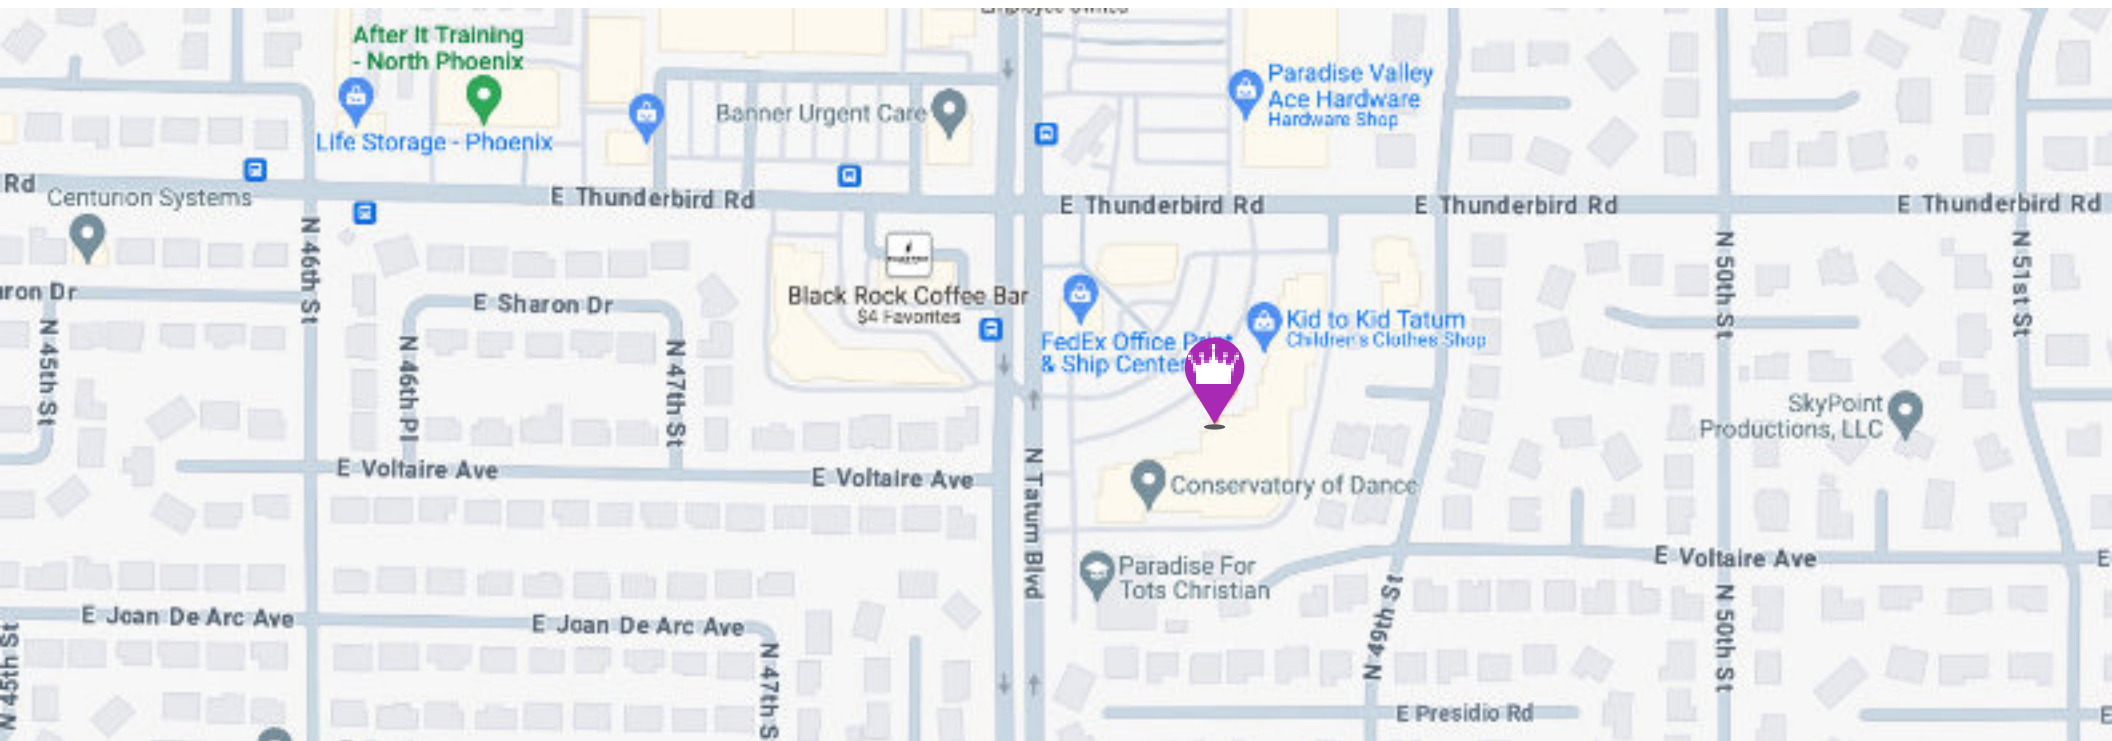 After It Training
- North Phoenix
Life Storage - Phoenix
Banner Urgent Care
Paradise Valley
Ace Hardware
Hardware Shop
Rd
Centurion Systems
E Thunderbird Rd
E Thunderbird Rd
E Thunderbird Rd
E Thunderbird Rd
N 46th St
N 50th St
N 51st St
Black Rock Coffee Bar
$4 Favorites
ron Dr
E Sharon Dr
N 45th St
N 46th Pl
N 47th St
FedEx Office Print
& Ship Center
Kid to Kid Tatum
Children's Clothes Shop
SkyPoint
Productions, LLC
E Voltaire Ave
E Voltaire Ave
N Tatum Blvd
Conservatory of Dance
Paradise For
Tots Christian
E Voltaire Ave
E
E Joan De Arc Ave
E Joan De Arc Ave
N 45th St
N 47th S
N 49th St
N 50th St
E Presidio Rd
E